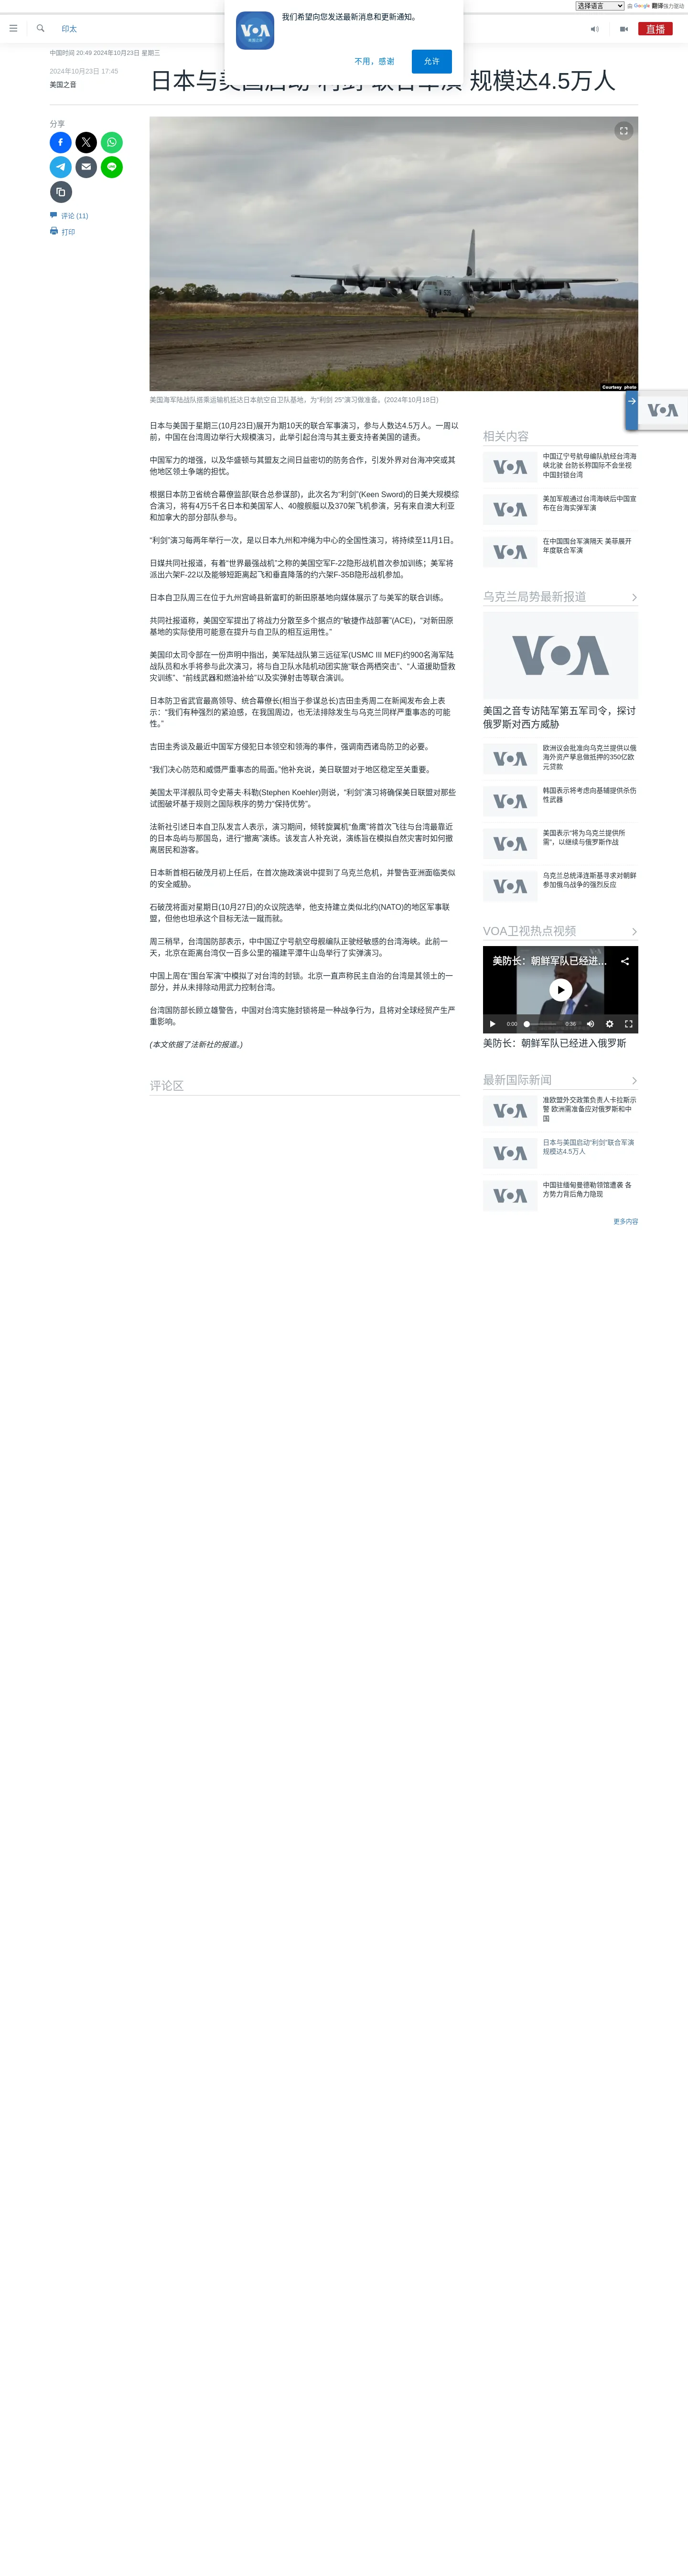 选择语言 由 Google 翻译强力驱动
我们希望向您发送最新消息和更新通知。
不用，感谢 允许
印太
直播
中国时间 20:49 2024年10月23日 星期三
2024年10月23日 17:45
美国之音
规模达4.5万人
分享
评论 (11)
打印
Courtesy photo
美国海军陆战队搭乘运输机抵达日本航空自卫队基地，为“利剑 25”演习做准备。(2024年10月18日)
日本与美国于星期三(10月23日)展开为期10天的联合军事演习，参与人数达4.5万人。一周以
前，中国在台湾周边举行大规模演习，此举引起台湾与其主要支持者美国的谴责。
中国军力的增强，以及华盛顿与其盟友之间日益密切的防务合作，引发外界对台海冲突或其
他地区领土争端的担忧。
根据日本防卫省统合幕僚监部(联合总参谋部)，此次名为“利剑”(Keen Sword)的日美大规模综
合演习，将有4万5千名日本和美国军人、40艘舰艇以及370架飞机参演，另有来自澳大利亚
和加拿大的部分部队参与。
“利剑”演习每两年举行一次，是以日本九州和冲绳为中心的全国性演习，将持续至11月1日。
日媒共同社报道，有着“世界最强战机”之称的美国空军F-22隐形战机首次参加训练；美军将
派出六架F-22以及能够短距离起飞和垂直降落的约六架F-35B隐形战机参加。
日本自卫队周三在位于九州宫崎县新富町的新田原基地向媒体展示了与美军的联合训练。
共同社报道称，美国空军提出了将战力分散至多个据点的“敏捷作战部署”(ACE)，“对新田原
基地的实际使用可能意在提升与自卫队的相互运用性。”
美国印太司令部在一份声明中指出，美军陆战队第三远征军(USMC III MEF)约900名海军陆
战队员和水手将参与此次演习，将与自卫队水陆机动团实施“联合两栖突击”、“人道援助暨救
灾训练”、“前线武器和燃油补给”以及实弹射击等联合演训。
日本防卫省武官最高领导、统合幕僚长(相当于参谋总长)吉田圭秀周二在新闻发布会上表
示：“我们有种强烈的紧迫感，在我国周边，也无法排除发生与乌克兰同样严重事态的可能
性。”
吉田圭秀谈及最近中国军方侵犯日本领空和领海的事件，强调南西诸岛防卫的必要。
“我们决心防范和威慑严重事态的局面。”他补充说，美日联盟对于地区稳定至关重要。
美国太平洋舰队司令史蒂夫·科勒(Stephen Koehler)则说，“利剑”演习将确保美日联盟对那些
试图破坏基于规则之国际秩序的势力“保持优势”。
法新社引述日本自卫队发言人表示，演习期间，倾转旋翼机“鱼鹰”将首次飞往与台湾最靠近
的日本岛屿与那国岛，进行“撤离”演练。该发言人补充说，演练旨在模拟自然灾害时如何撤
离居民和游客。
日本新首相石破茂月初上任后，在首次施政演说中提到了乌克兰危机，并警告亚洲面临类似
的安全威胁。
石破茂将面对星期日(10月27日)的众议院选举，他支持建立类似北约(NATO)的地区军事联
盟，但他也坦承这个目标无法一蹴而就。
周三稍早，台湾国防部表示，中中国辽宁号航空母舰编队正驶经敏感的台湾海峡。此前一
天，北京在距离台湾仅一百多公里的福建平潭牛山岛举行了实弹演习。
中国上周在“围台军演”中模拟了对台湾的封锁。北京一直声称民主自治的台湾是其领土的一
部分，并从未排除动用武力控制台湾。
台湾国防部长顾立雄警告，中国对台湾实施封锁将是一种战争行为，且将对全球经贸产生严
重影响。
(本文依据了法新社的报道。)
评论区
相关内容
中国辽宁号航母编队航经台湾海
峡北驶 台防长称国际不会坐视
中国封锁台湾
美加军舰通过台湾海峡后中国宣
布在台海实弹军演
在中国围台军演隔天 美菲展开
年度联合军演
乌克兰局势最新报道
VOA
美国之音专访陆军第五军司令，探讨
俄罗斯对西方威胁
欧洲议会批准向乌克兰提供以俄
海外资产孳息做抵押的350亿欧
元贷款
韩国表示将考虑向基辅提供杀伤
性武器
美国表示“将为乌克兰提供所
需”，以继续与俄罗斯作战
乌克兰总统泽连斯基寻求对朝鲜
参加俄乌战争的强烈反应
VOA卫视热点视频
美防长：朝鲜军队已经进…
0:00 0:36
美防长：朝鲜军队已经进入俄罗斯
最新国际新闻
准欧盟外交政策负责人卡拉斯示
警 欧洲需准备应对俄罗斯和中
国
日本与美国启动“利剑”联合军演
规模达4.5万人
中国驻缅甸曼德勒领馆遭袭 各
方势力背后角力隐现
更多内容